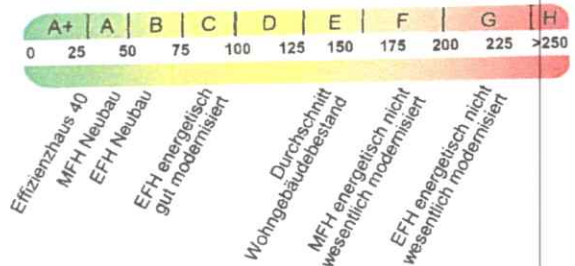 A+ A B C D E F G H
0 25 50 75 100 125 150 175 200 225 >250
Effizienzhaus 40
MFH Neubau
EFH Neubau
EFH energetisch
gut modernisiert
Durchschnitt
Wohngebäudebestand
MFH energetisch nicht
wesentlich modernisiert
EFH energetisch nicht
wesentlich modernisiert